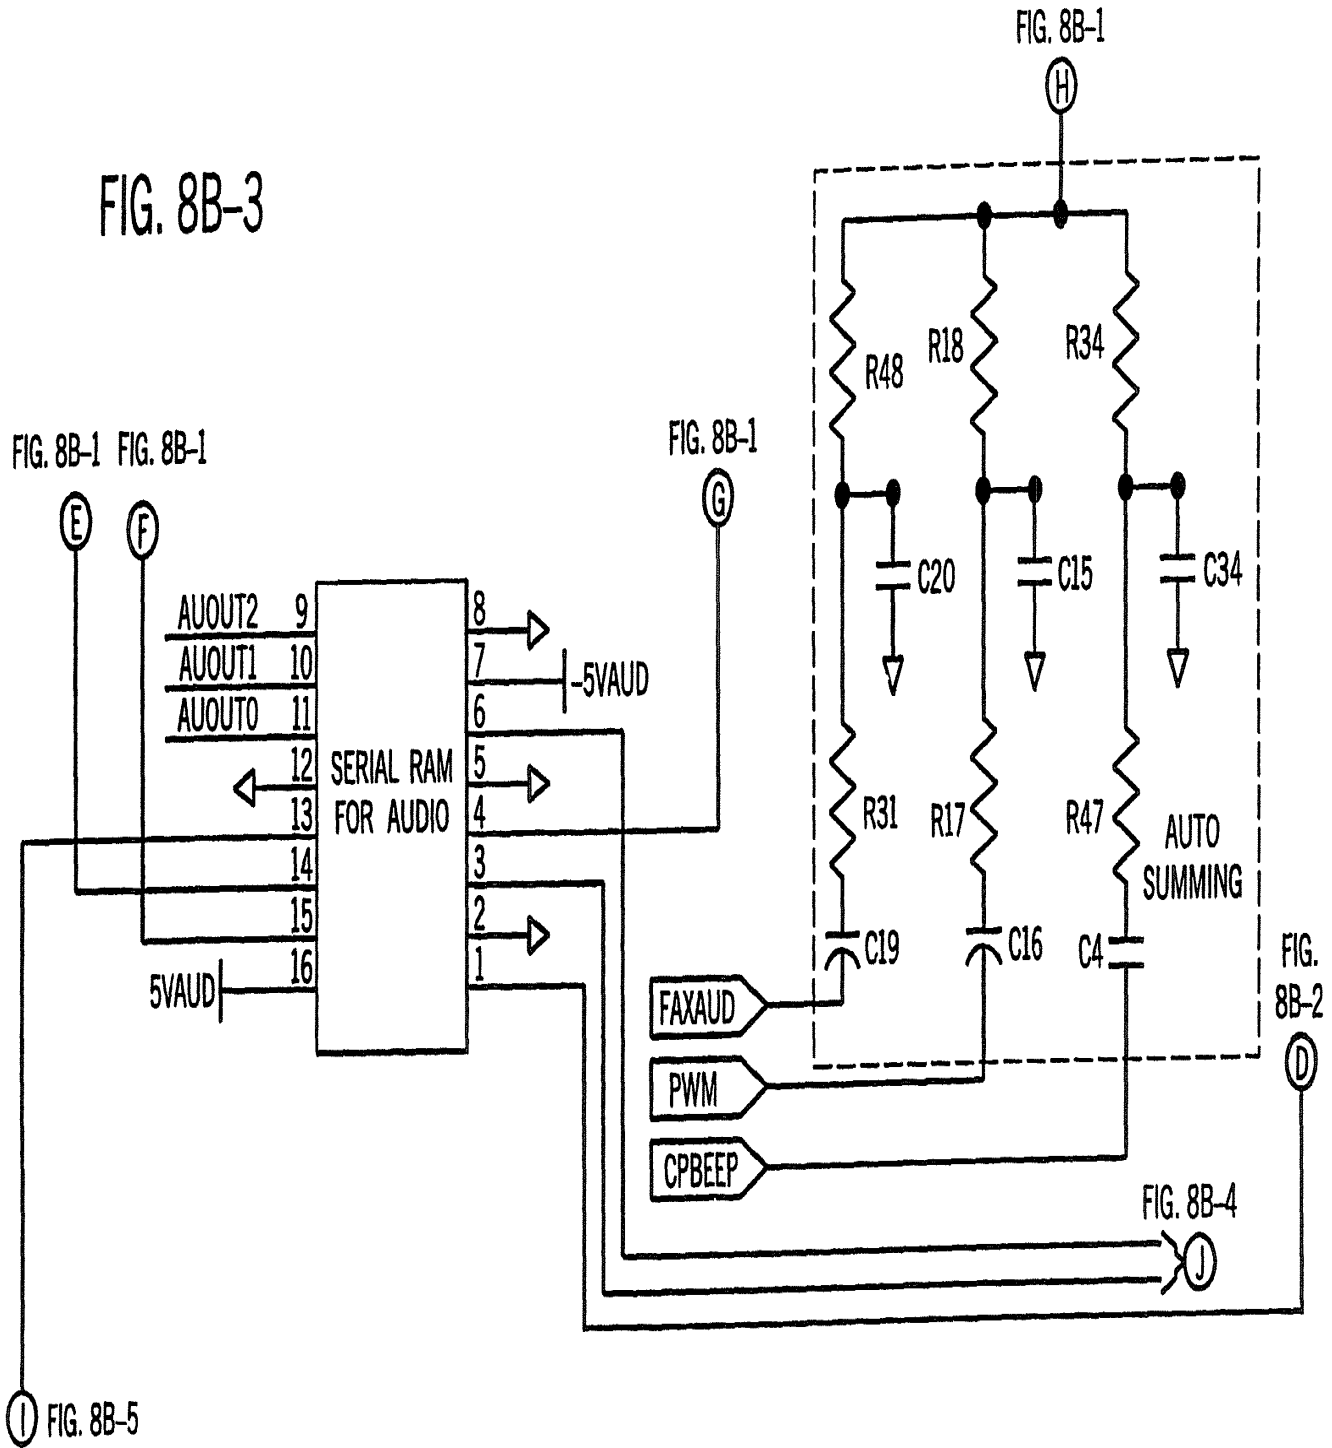 FIG. 8B-1
H
FIG. 8B-3
R48
R18
R34
FIG. 8B-1 FIG. 8B-1
E
F
FIG. 8B-1
G
C20
C15
C34
AUOUT2 9
AUOUT1 10
AUOUT0 11
12
13
14
15
5VAUD 16
SERIAL RAM
FOR AUDIO
8
7 -5VAUD
6
5
4
3
2
1
R31
R17
R47
AUTO
SUMMING
C19
C16
C4
FAXAUD
PWM
CPBEEP
FIG.
8B-2
D
FIG. 8B-4
J
I FIG. 8B-5